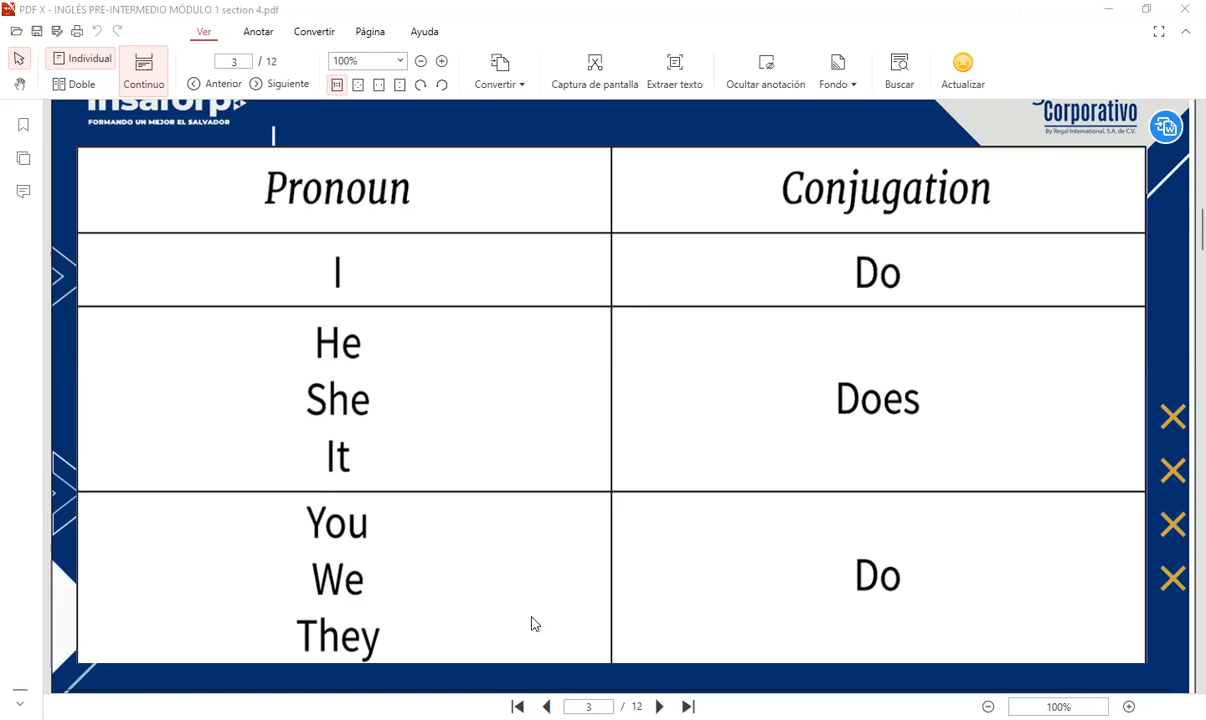 PDF X - INGLÉS PRE-INTERMEDIO MÓDULO 1 section 4.pdf
Ver Anotar Convertir Página Ayuda
Individual
Doble
Continuo
3 / 12
Anterior Siguiente
100%
Convertir
Captura de pantalla
Extraer texto
Ocultar anotación
Fondo
Buscar
Actualizar
FORMANDO UN MEJOR EL SALVADOR
Corporativo
By Regal International, S.A. de C.V.
Pronoun Conjugation
I Do
He
She
It
Does
You
We
They
Do
3 / 12
100%